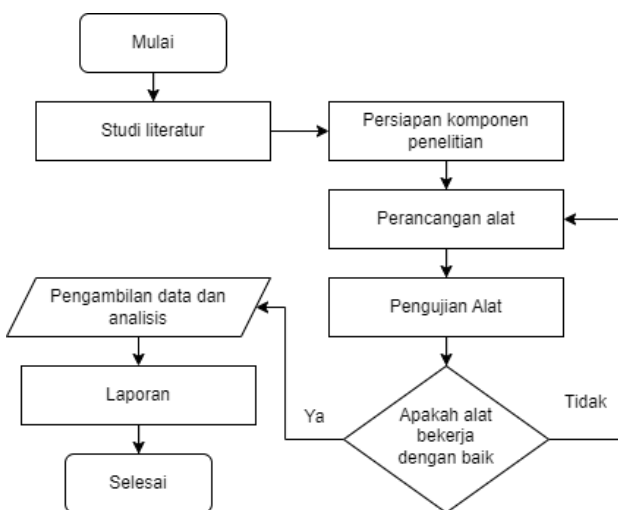 Mulai
Studi literatur
Persiapan komponen
penelitian
Perancangan alat
Pengujian Alat
Apakah alat
bekerja
dengan baik
Tidak
Ya
Pengambilan data dan
analisis
Laporan
Selesai